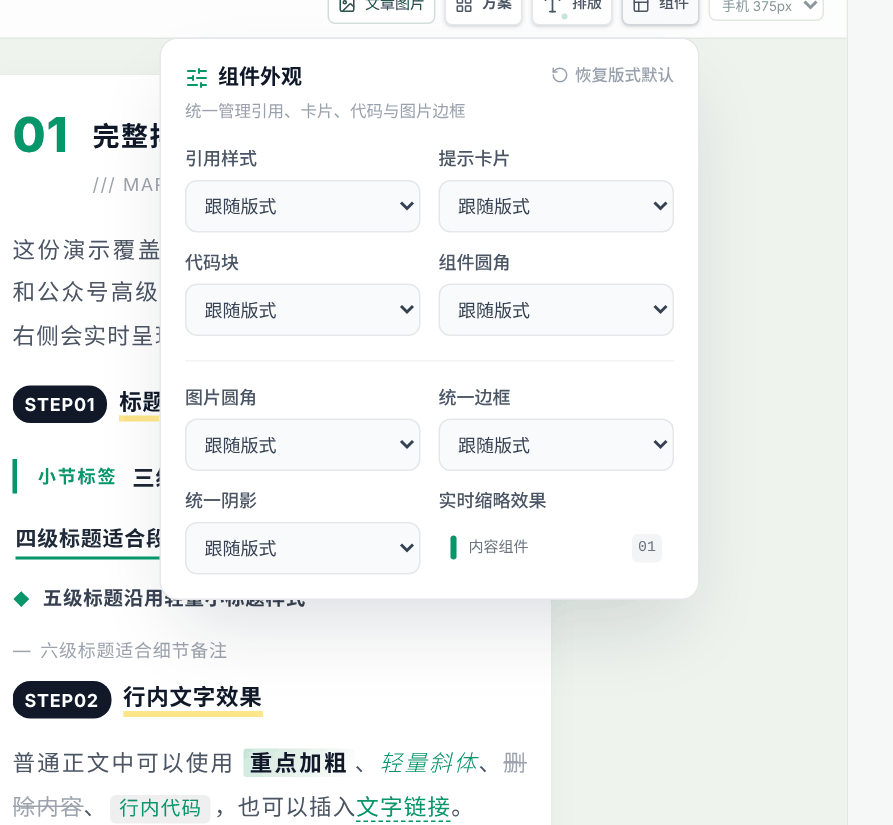 文章图片 方案 排版 组件 手机 375px
组件外观 恢复版式默认
统一管理引用、卡片、代码与图片边框
引用样式 提示卡片
跟随版式 跟随版式
代码块 组件圆角
跟随版式 跟随版式
图片圆角 统一边框
跟随版式 跟随版式
统一阴影 实时缩略效果
跟随版式 内容组件 01
01 完整
/// MAR
这份演示覆盖
和公众号高级
右侧会实时呈
STEP01 标题
小节标签 三
四级标题适合段
五级标题沿用轻量小标题样式
— 六级标题适合细节备注
STEP02 行内文字效果
普通正文中可以使用 重点加粗 、轻量斜体、删
除内容、 行内代码 ，也可以插入文字链接。